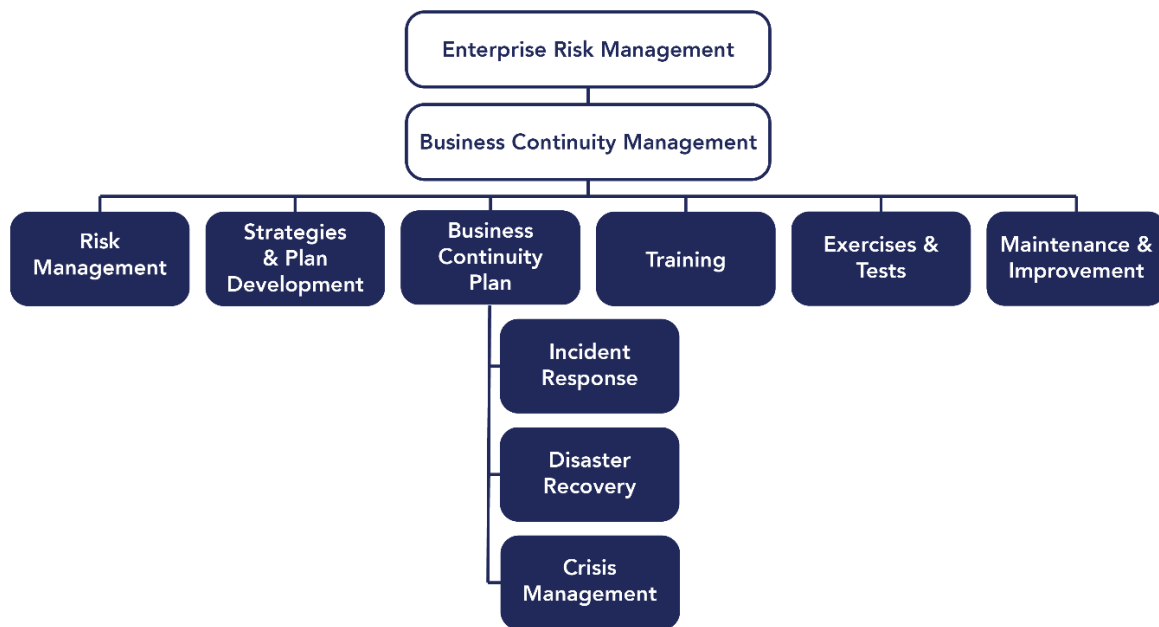 Enterprise Risk Management
Business Continuity Management
Risk
Management
Strategies
& Plan
Development
Business
Continuity
Plan
Training
Exercises &
Tests
Maintenance &
Improvement
Incident
Response
Disaster
Recovery
Crisis
Management